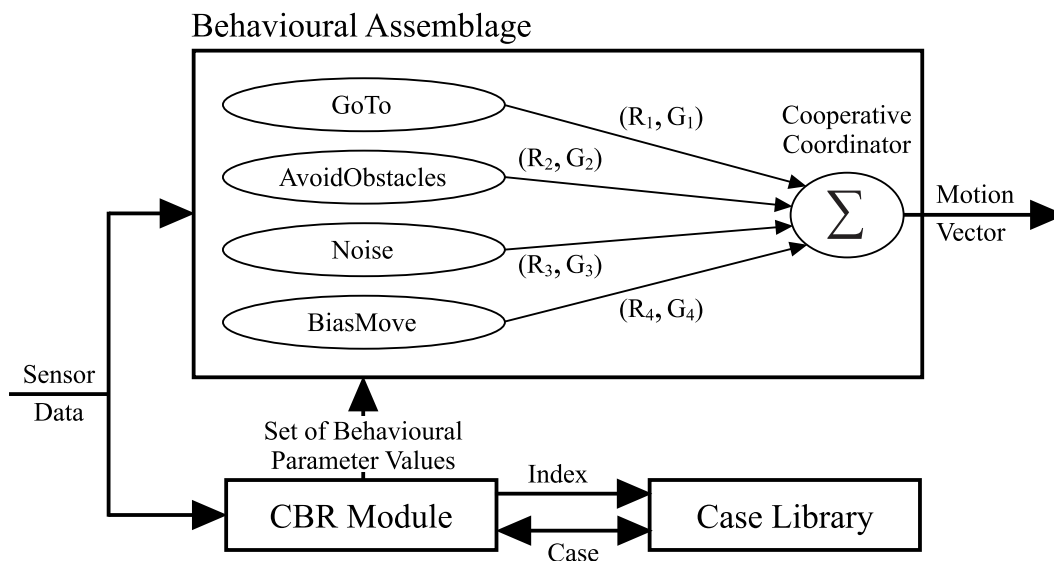 Behavioural Assemblage
GoTo
(R₁, G₁)
Cooperative
Coordinator
AvoidObstacles
(R₂, G₂)
Σ
Motion
Vector
Noise
(R₃, G₃)
BiasMove
(R₄, G₄)
Sensor
Data
Set of Behavioural
Parameter Values
CBR Module
Index
Case
Case Library